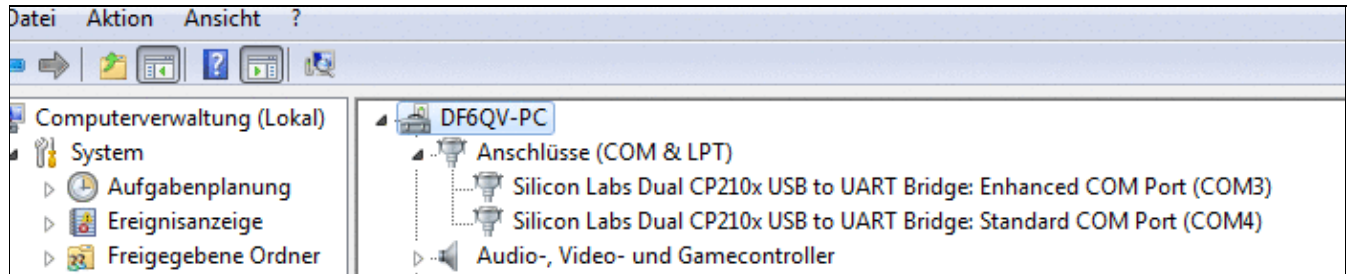 Datei Aktion Ansicht ?
Computerverwaltung (Lokal)
System
Aufgabenplanung
Ereignisanzeige
Freigegebene Ordner
DF6QV-PC
Anschlüsse (COM & LPT)
Silicon Labs Dual CP210x USB to UART Bridge: Enhanced COM Port (COM3)
Silicon Labs Dual CP210x USB to UART Bridge: Standard COM Port (COM4)
Audio-, Video- und Gamecontroller